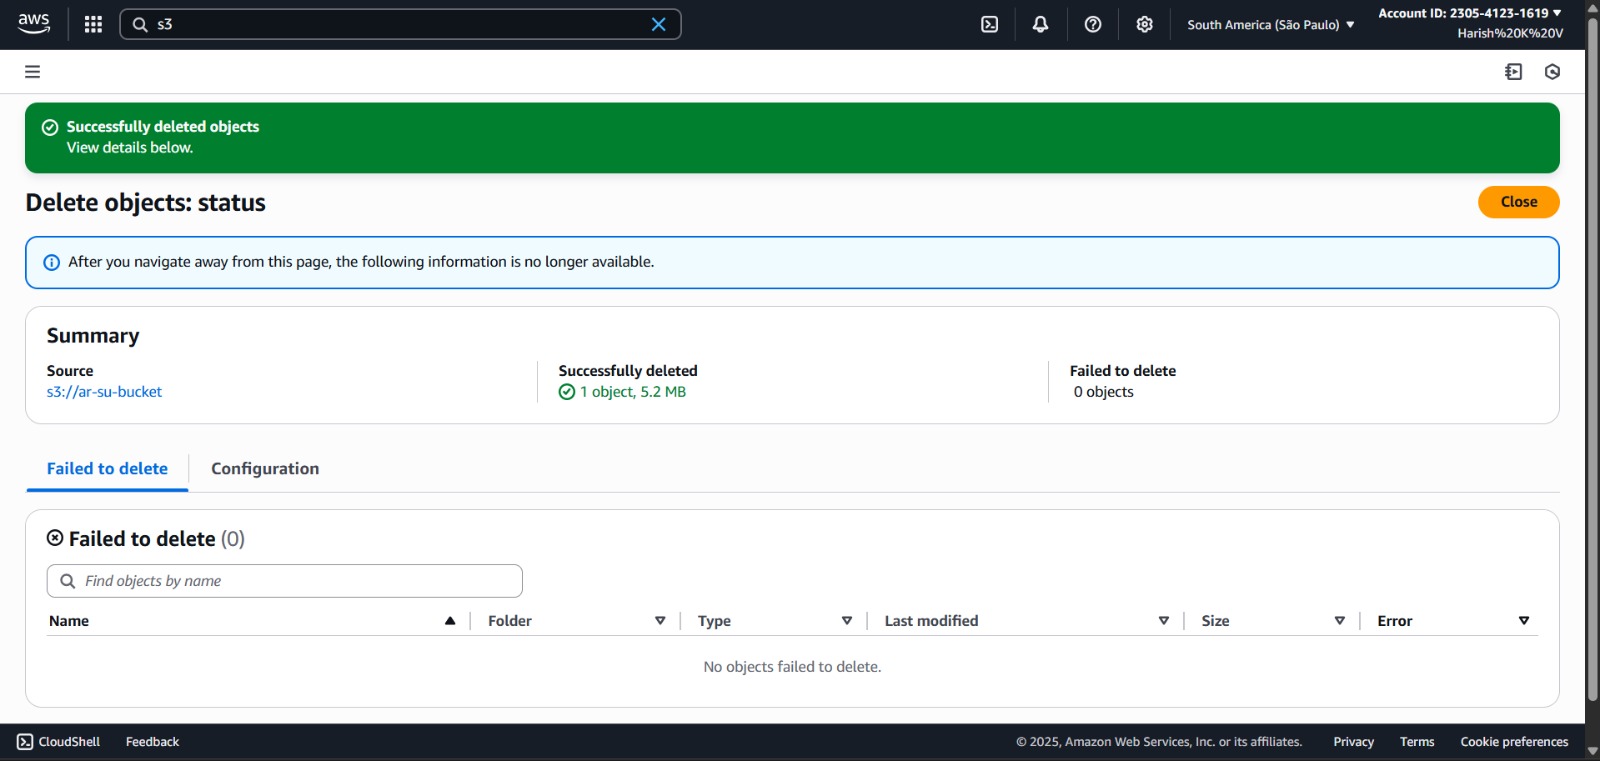 aws
s3
South America (São Paulo)
Account ID: 2305-4123-1619
Harish%20K%20V
Successfully deleted objects
View details below.
Delete objects: status
Close
After you navigate away from this page, the following information is no longer available.
Summary
Source
s3://ar-su-bucket
Successfully deleted
1 object, 5.2 MB
Failed to delete
0 objects
Failed to delete
Configuration
Failed to delete (0)
Find objects by name
Name Folder Type Last modified Size Error
No objects failed to delete.
CloudShell Feedback © 2025, Amazon Web Services, Inc. or its affiliates. Privacy Terms Cookie preferences